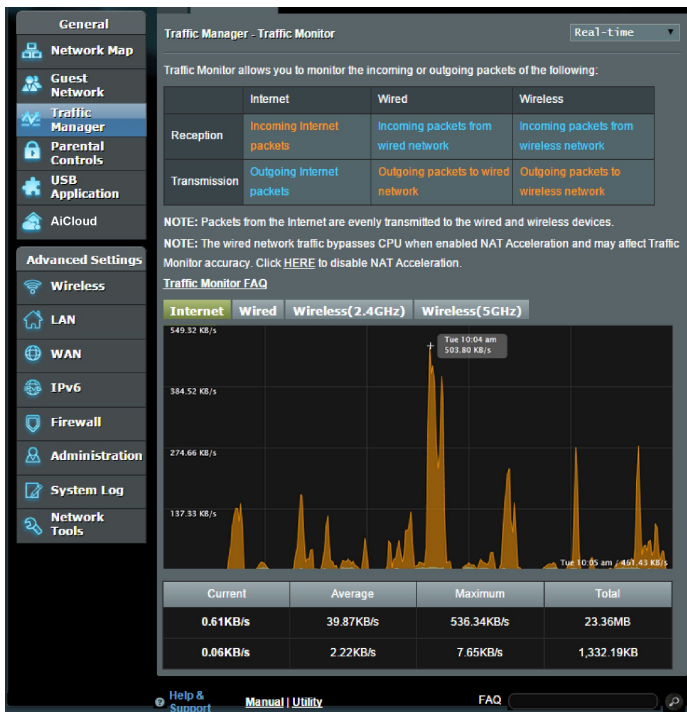 General
Network Map
Guest
Network
Traffic
Manager
Parental
Controls
USB
Application
AiCloud
Advanced Settings
Wireless
LAN
WAN
IPv6
Firewall
Administration
System Log
Network
Tools
Traffic Manager - Traffic Monitor
Real-time
Traffic Monitor allows you to monitor the incoming or outgoing packets of the following:
Internet Wired Wireless
Reception
Incoming Internet
packets
Incoming packets from
wired network
Incoming packets from
wireless network
Transmission
Outgoing Internet
packets
Outgoing packets to wired
network
Outgoing packets to
wireless network
NOTE: Packets from the Internet are evenly transmitted to the wired and wireless devices.
NOTE: The wired network traffic bypasses CPU when enabled NAT Acceleration and may affect Traffic
Monitor accuracy. Click HERE to disable NAT Acceleration.
Traffic Monitor FAQ
Internet Wired Wireless(2.4GHz) Wireless(5GHz)
549.32 KB/s
Tue 10:04 am
503.80 KB/s
384.52 KB/s
274.66 KB/s
137.33 KB/s
Tue 10:05 am / 461.43 KB/s
Current Average Maximum Total
0.61KB/s 39.87KB/s 536.34KB/s 23.36MB
0.06KB/s 2.22KB/s 7.65KB/s 1,332.19KB
Help &
Support
Manual | Utility
FAQ